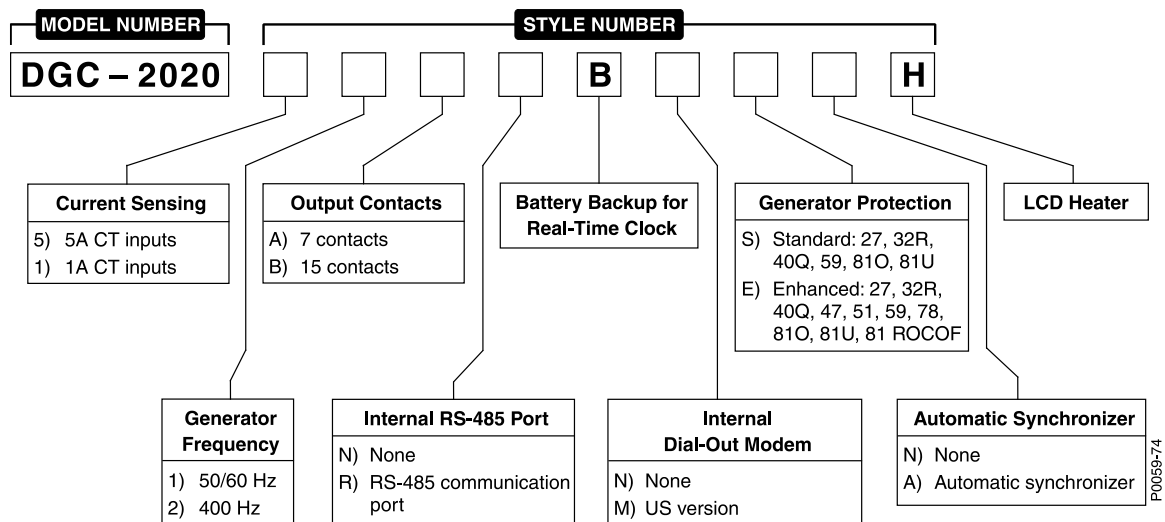 MODEL NUMBER
STYLE NUMBER
DGC – 2020
B
H
Current Sensing
5) 5A CT inputs
1) 1A CT inputs
Output Contacts
A) 7 contacts
B) 15 contacts
Battery Backup for
Real-Time Clock
Generator Protection
S) Standard: 27, 32R,
40Q, 59, 81O, 81U
E) Enhanced: 27, 32R,
40Q, 47, 51, 59, 78,
81O, 81U, 81 ROCOF
LCD Heater
Generator
Frequency
1) 50/60 Hz
2) 400 Hz
Internal RS-485 Port
N) None
R) RS-485 communication
port
Internal
Dial-Out Modem
N) None
M) US version
Automatic Synchronizer
N) None
A) Automatic synchronizer
P0059-74